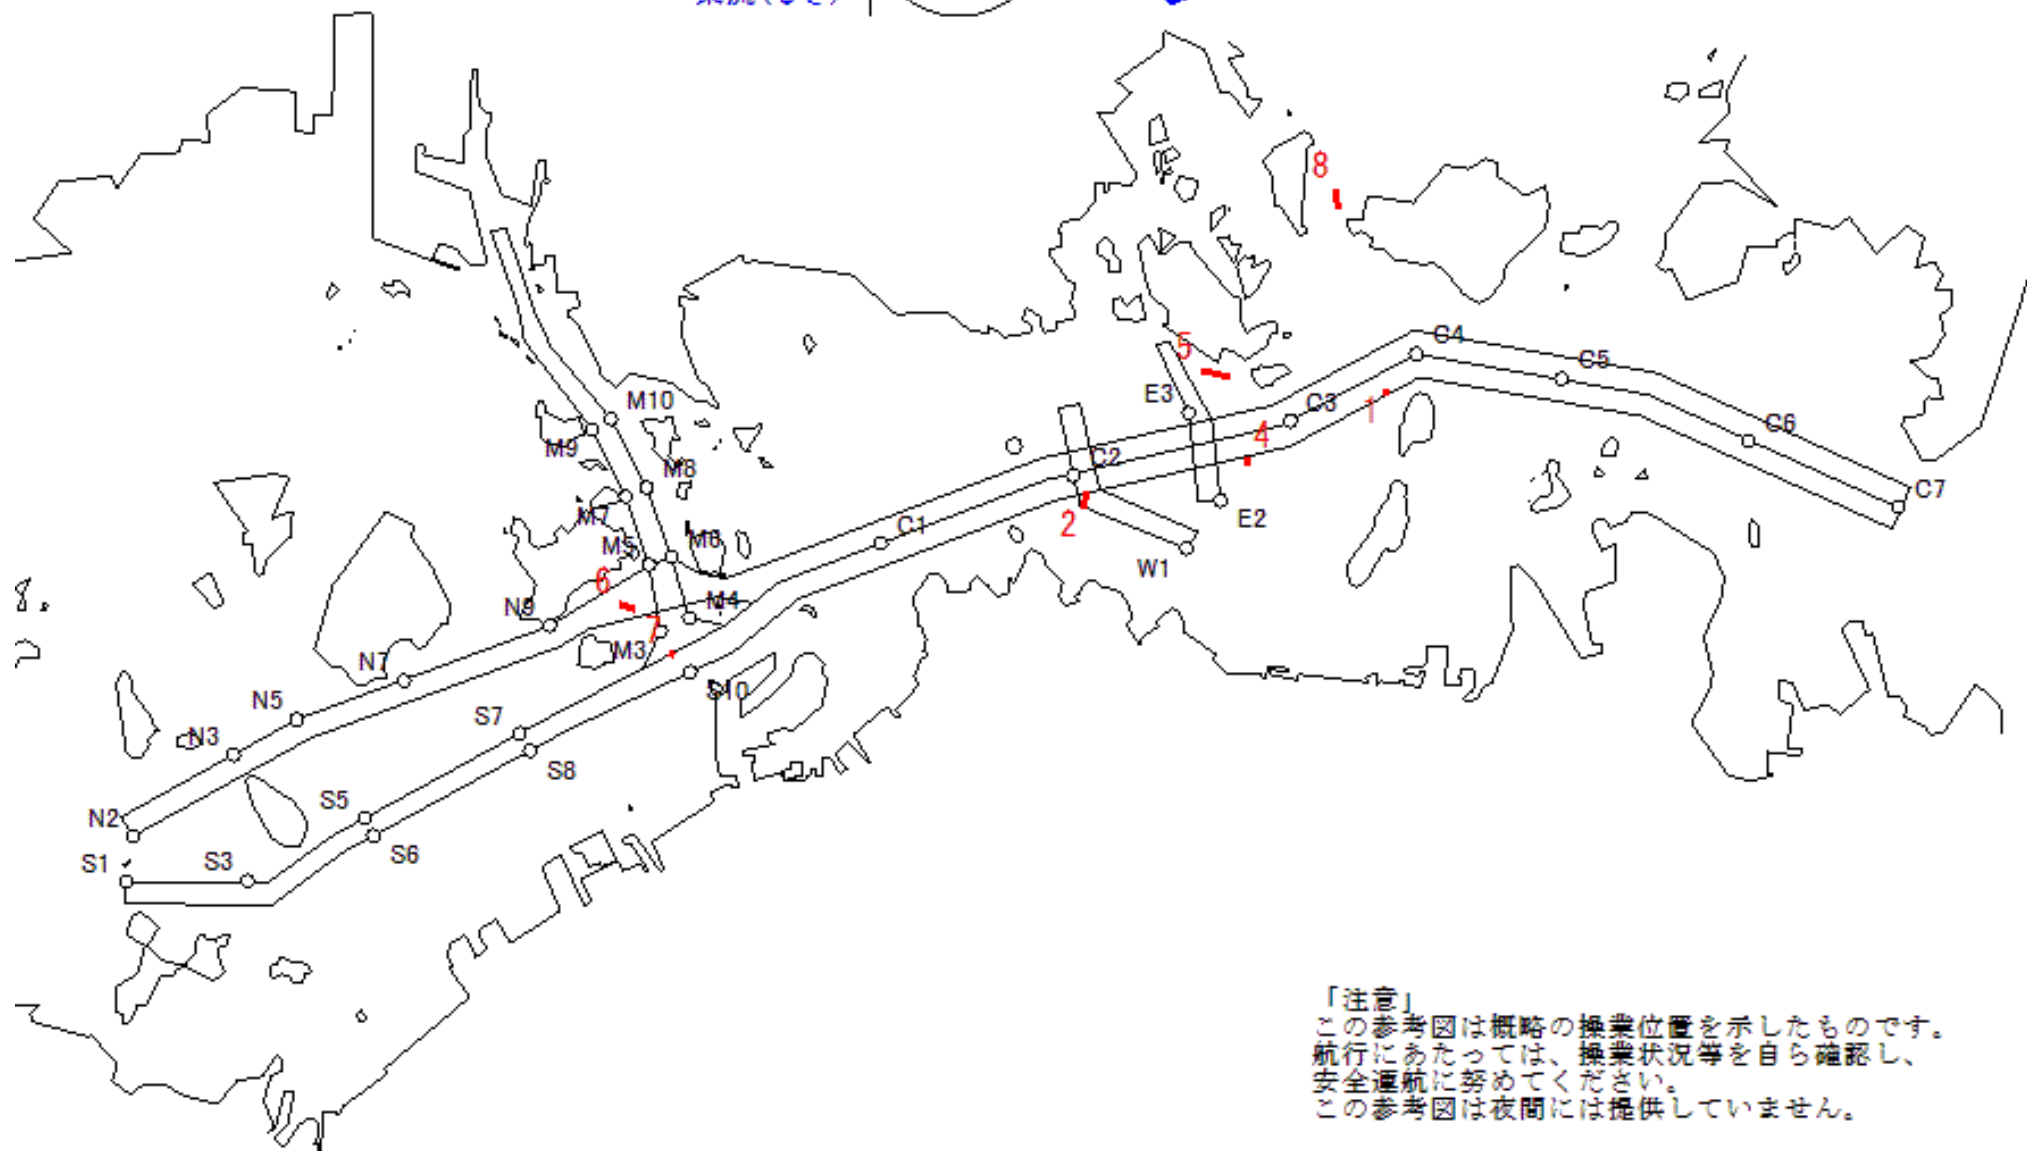 8
C4
5
C5
M10
E3
C3
1
4
C6
M9
M8
C2
C7
M7
2
E2
C1
M5
M6
W1
6
N9
M4
7
M3
N7
S10
N5
S7
N3
S8
S5
N2
S6
S1
S3
「注意」
この参考図は概略の操業位置を示したものです。
航行にあたっては、操業状況等を自ら確認し、
安全運航に努めてください。
この参考図は夜間には提供していません。